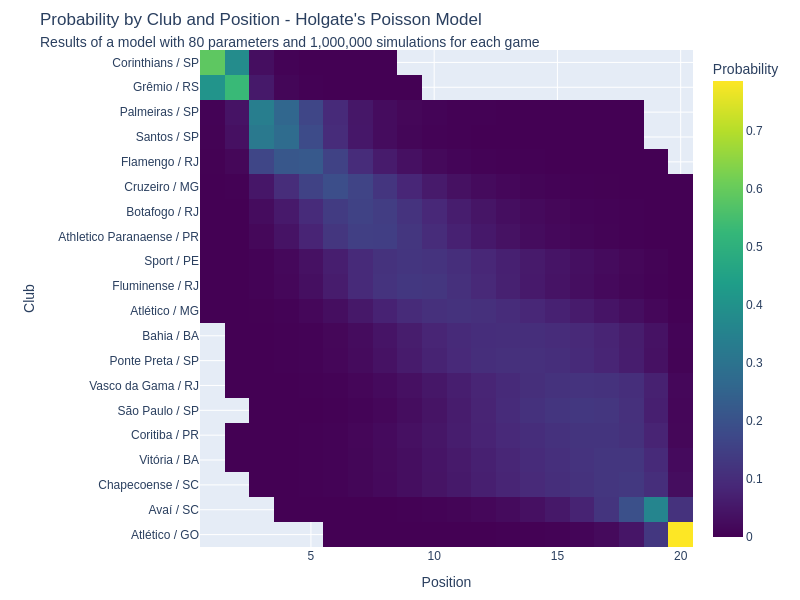 Probability by Club and Position - Holgate's Poisson Model
Results of a model with 80 parameters and 1,000,000 simulations for each game
Corinthians / SP
Grêmio / RS
Palmeiras / SP
Santos / SP
Flamengo / RJ
Cruzeiro / MG
Botafogo / RJ
Athletico Paranaense / PR
Sport / PE
Fluminense / RJ
Atlético / MG
Bahia / BA
Ponte Preta / SP
Vasco da Gama / RJ
São Paulo / SP
Coritiba / PR
Vitória / BA
Chapecoense / SC
Avaí / SC
Atlético / GO
Club
5
10
15
20
Position
Probability
0.7
0.6
0.5
0.4
0.3
0.2
0.1
0